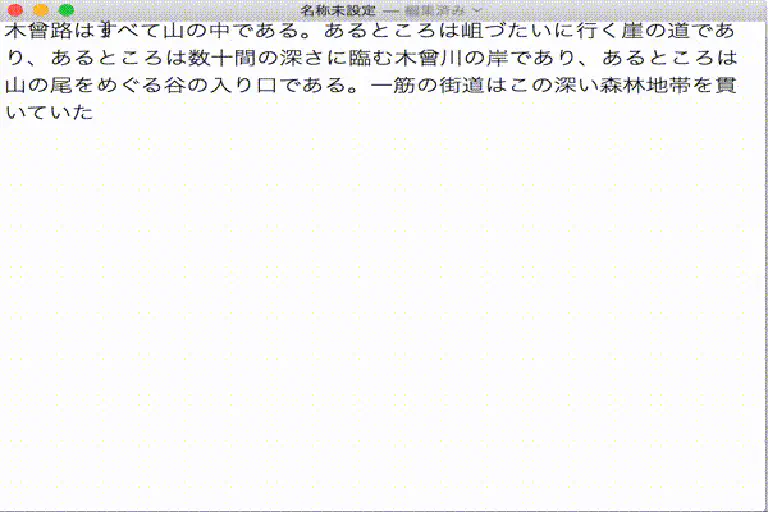 名称未設定 — 編集済み
木曾路はすべて山の中である。あるところは岨づたいに行く崖の道であ
り、あるところは数十間の深さに臨む木曾川の岸であり、あるところは
山の尾をめぐる谷の入り口である。一筋の街道はこの深い森林地帯を貫
いていた